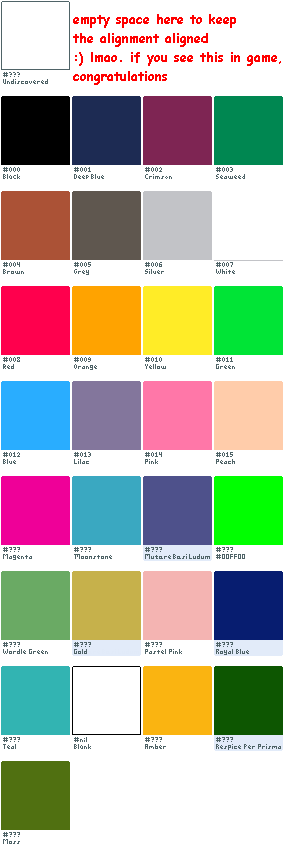 empty space here to keep
the alignment aligned
:) lmao. if you see this in game,
congratulations
#???
Undiscovered
#000 #001 #002 #003
Black Deep Blue Crimson Seaweed
#004 #005 #006 #007
Brown Grey Silver White
#008 #009 #010 #011
Red Orange Yellow Green
#012 #013 #014 #015
Blue Lilac Pink Peach
#??? #??? #??? #???
Magenta Moonstone Mutare Basi Ludum #00FF00
#??? #??? #??? #???
Wordle Green Gold Pastel Pink Royal Blue
#??? #nil #??? #???
Teal Blank Amber Respice Per Prisma
#???
Moss